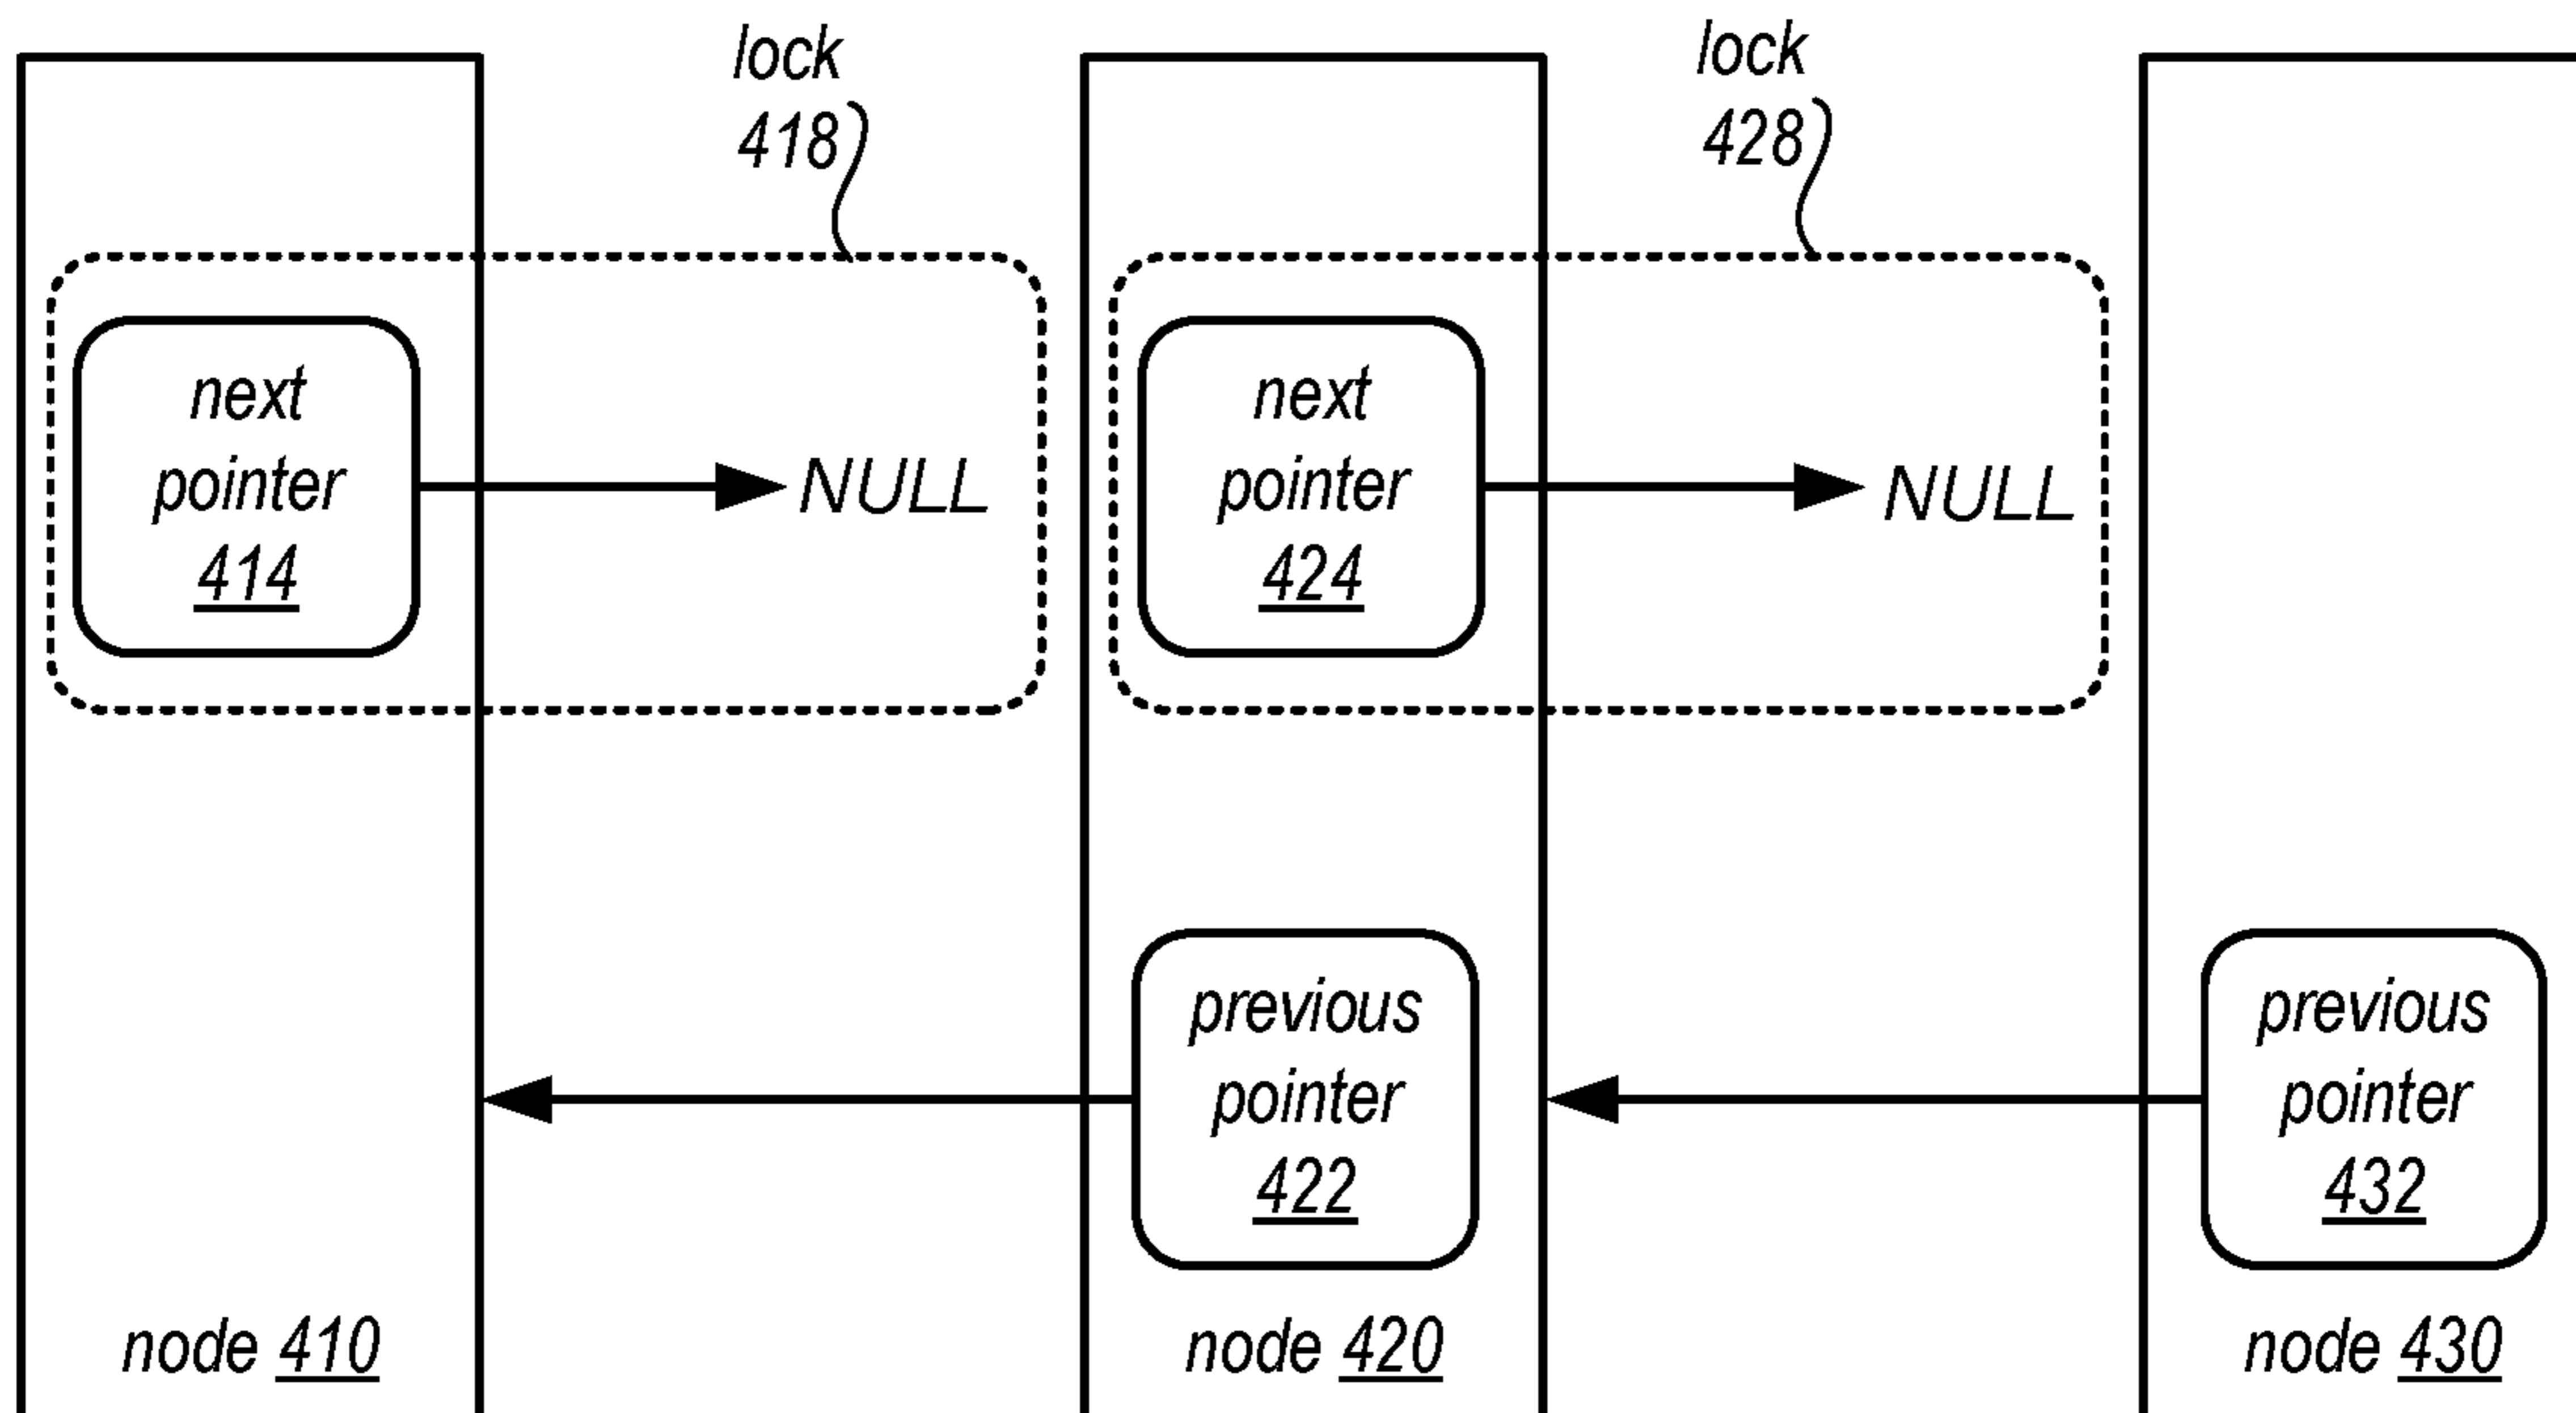 lock
418
lock
428
next
pointer
414
NULL
next
pointer
424
NULL
previous
pointer
422
previous
pointer
432
node 410
node 420
node 430